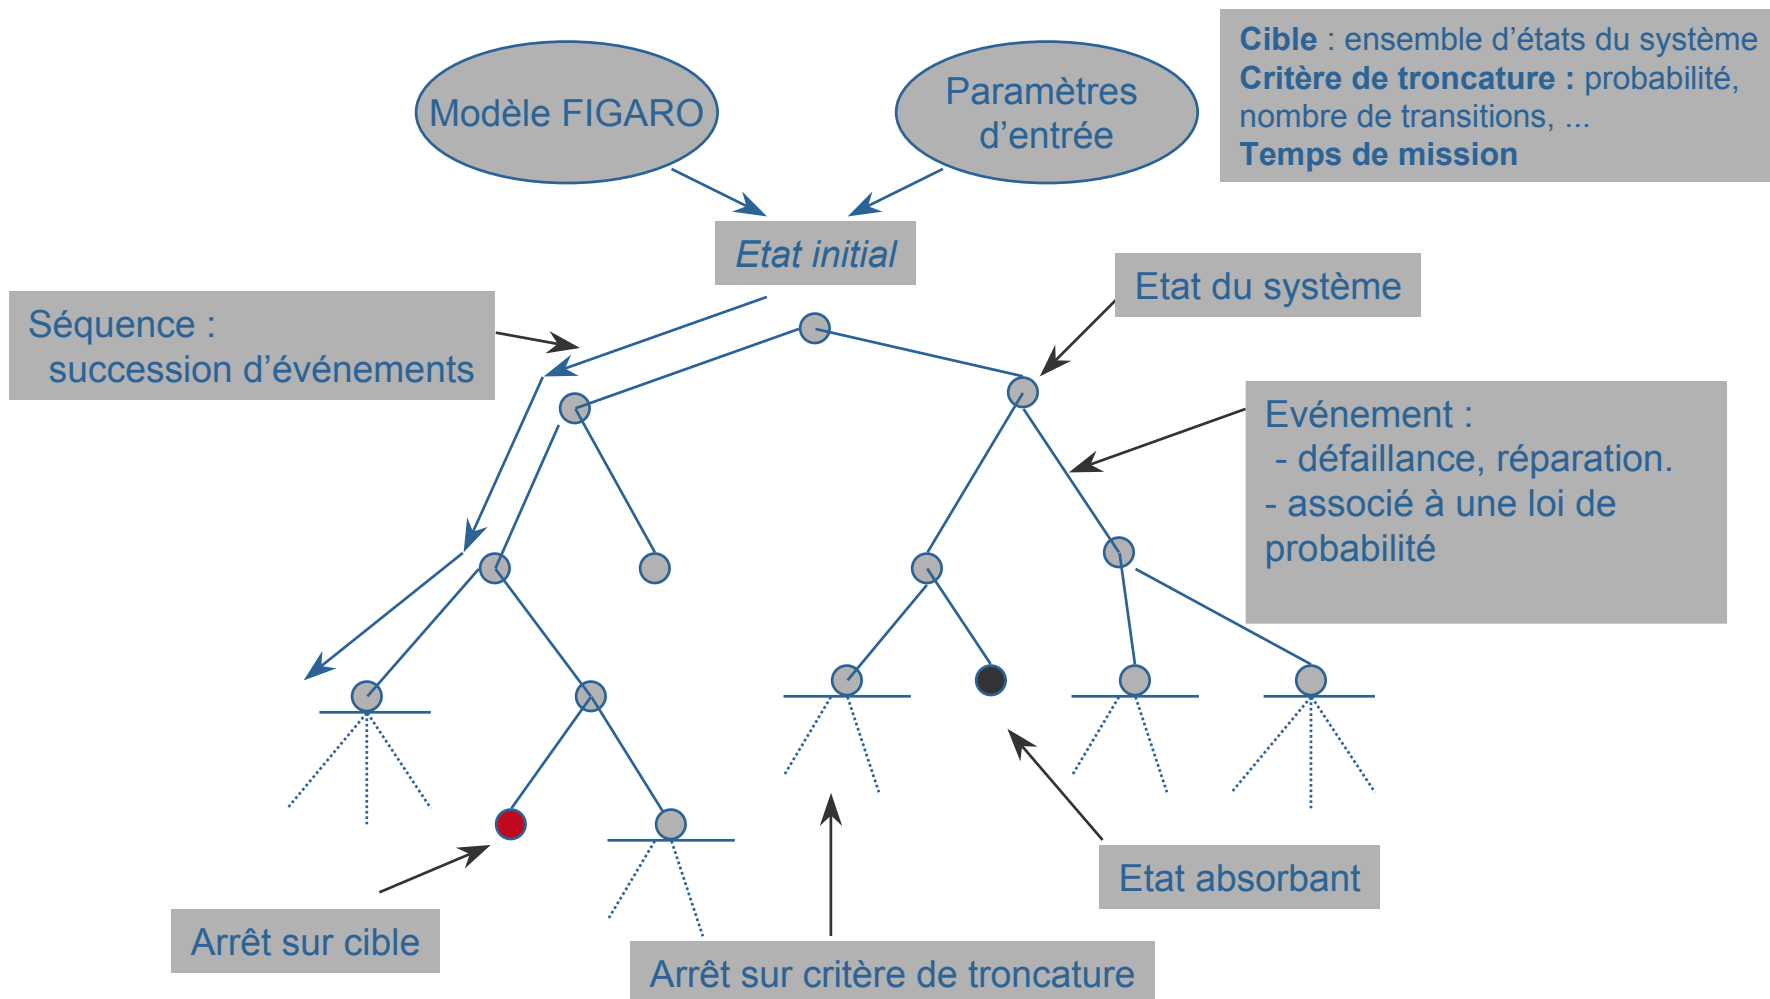 Modèle FIGARO
Paramètres
d’entrée
Cible : ensemble d’états du système
Critère de troncature : probabilité,
nombre de transitions, ...
Temps de mission
Etat initial
Etat du système
Séquence :
succession d’événements
Evénement :
- défaillance, réparation.
- associé à une loi de
probabilité
Etat absorbant
Arrêt sur cible
Arrêt sur critère de troncature